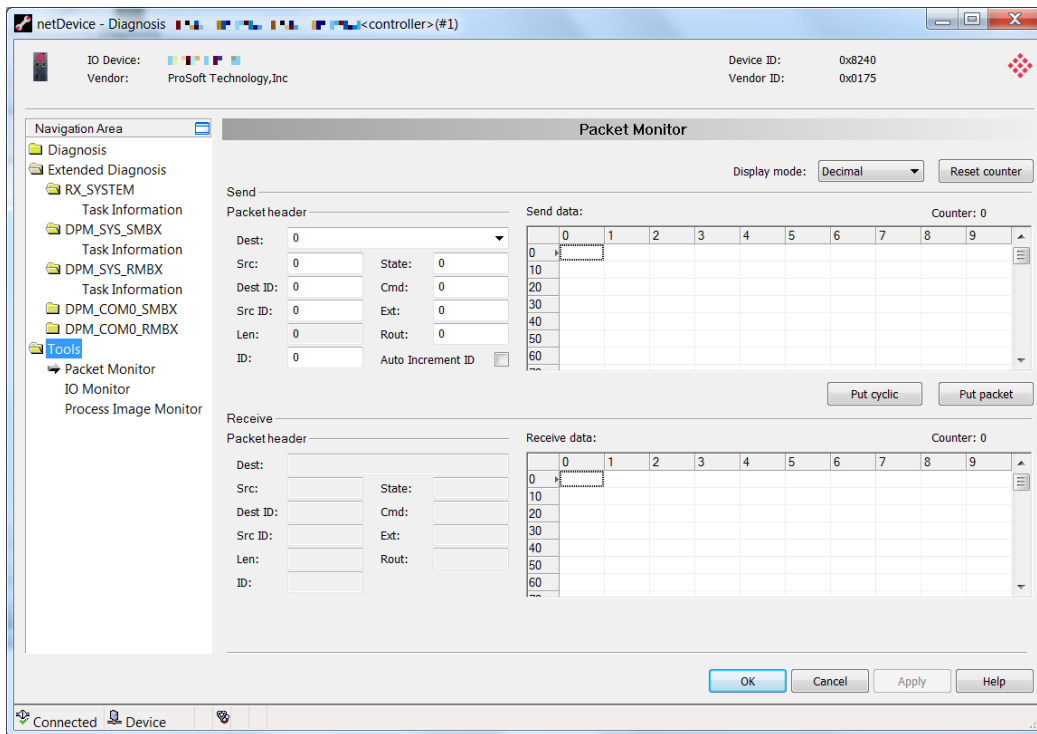 netDevice - Diagnosis <controller>(#1)
IO Device:
Vendor: ProSoft Technology,Inc
Device ID: 0x8240
Vendor ID: 0x0175
Navigation Area
Diagnosis
Extended Diagnosis
RX_SYSTEM
Task Information
DPM_SYS_SMBX
Task Information
DPM_SYS_RMBX
Task Information
DPM_COM0_SMBX
DPM_COM0_RMBX
Tools
Packet Monitor
IO Monitor
Process Image Monitor
Packet Monitor
Display mode: Decimal Reset counter
Send
Packet header
Dest: 0
Src: 0 State: 0
Dest ID: 0 Cmd: 0
Src ID: 0 Ext: 0
Len: 0 Rout: 0
ID: 0 Auto Increment ID
Send data: Counter: 0
0 1 2 3 4 5 6 7 8 9
0
10
20
30
40
50
60
Put cyclic Put packet
Receive
Packet header
Dest:
Src: State:
Dest ID: Cmd:
Src ID: Ext:
Len: Rout:
ID:
Receive data: Counter: 0
0 1 2 3 4 5 6 7 8 9
0
10
20
30
40
50
60
OK Cancel Apply Help
Connected Device